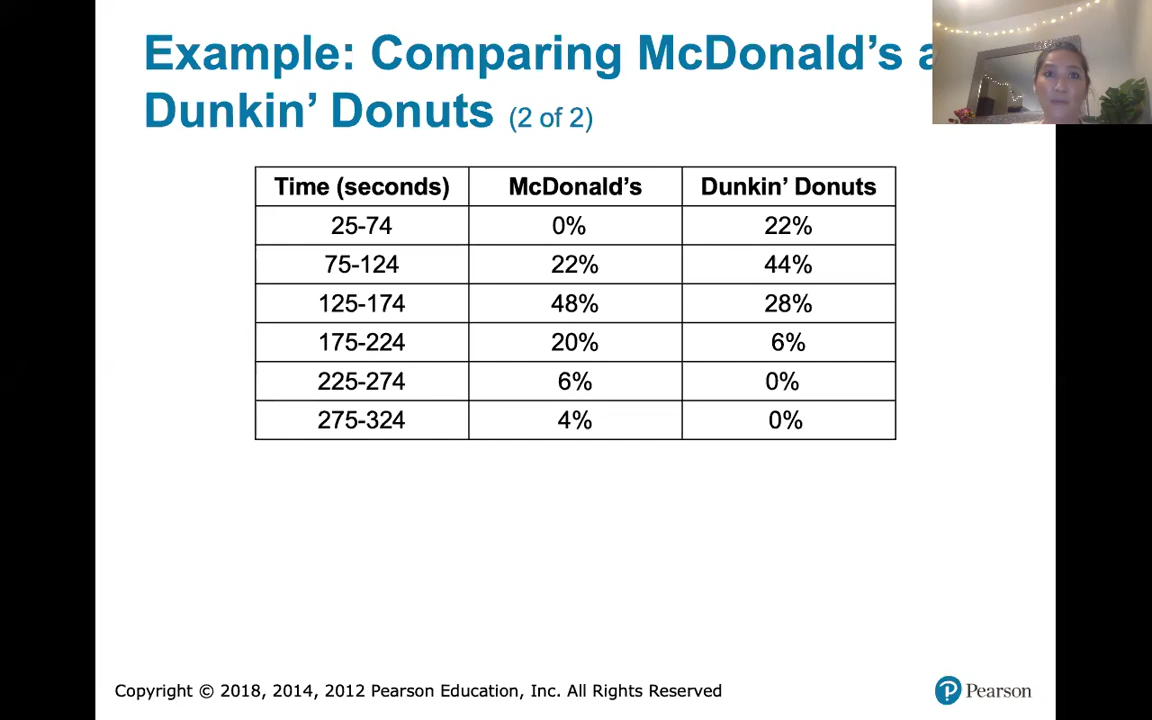 Example: Comparing McDonald’s a
Dunkin’ Donuts (2 of 2)
Time (seconds) McDonald’s Dunkin’ Donuts
25-74 0% 22%
75-124 22% 44%
125-174 48% 28%
175-224 20% 6%
225-274 6% 0%
275-324 4% 0%
Copyright © 2018, 2014, 2012 Pearson Education, Inc. All Rights Reserved
P Pearson